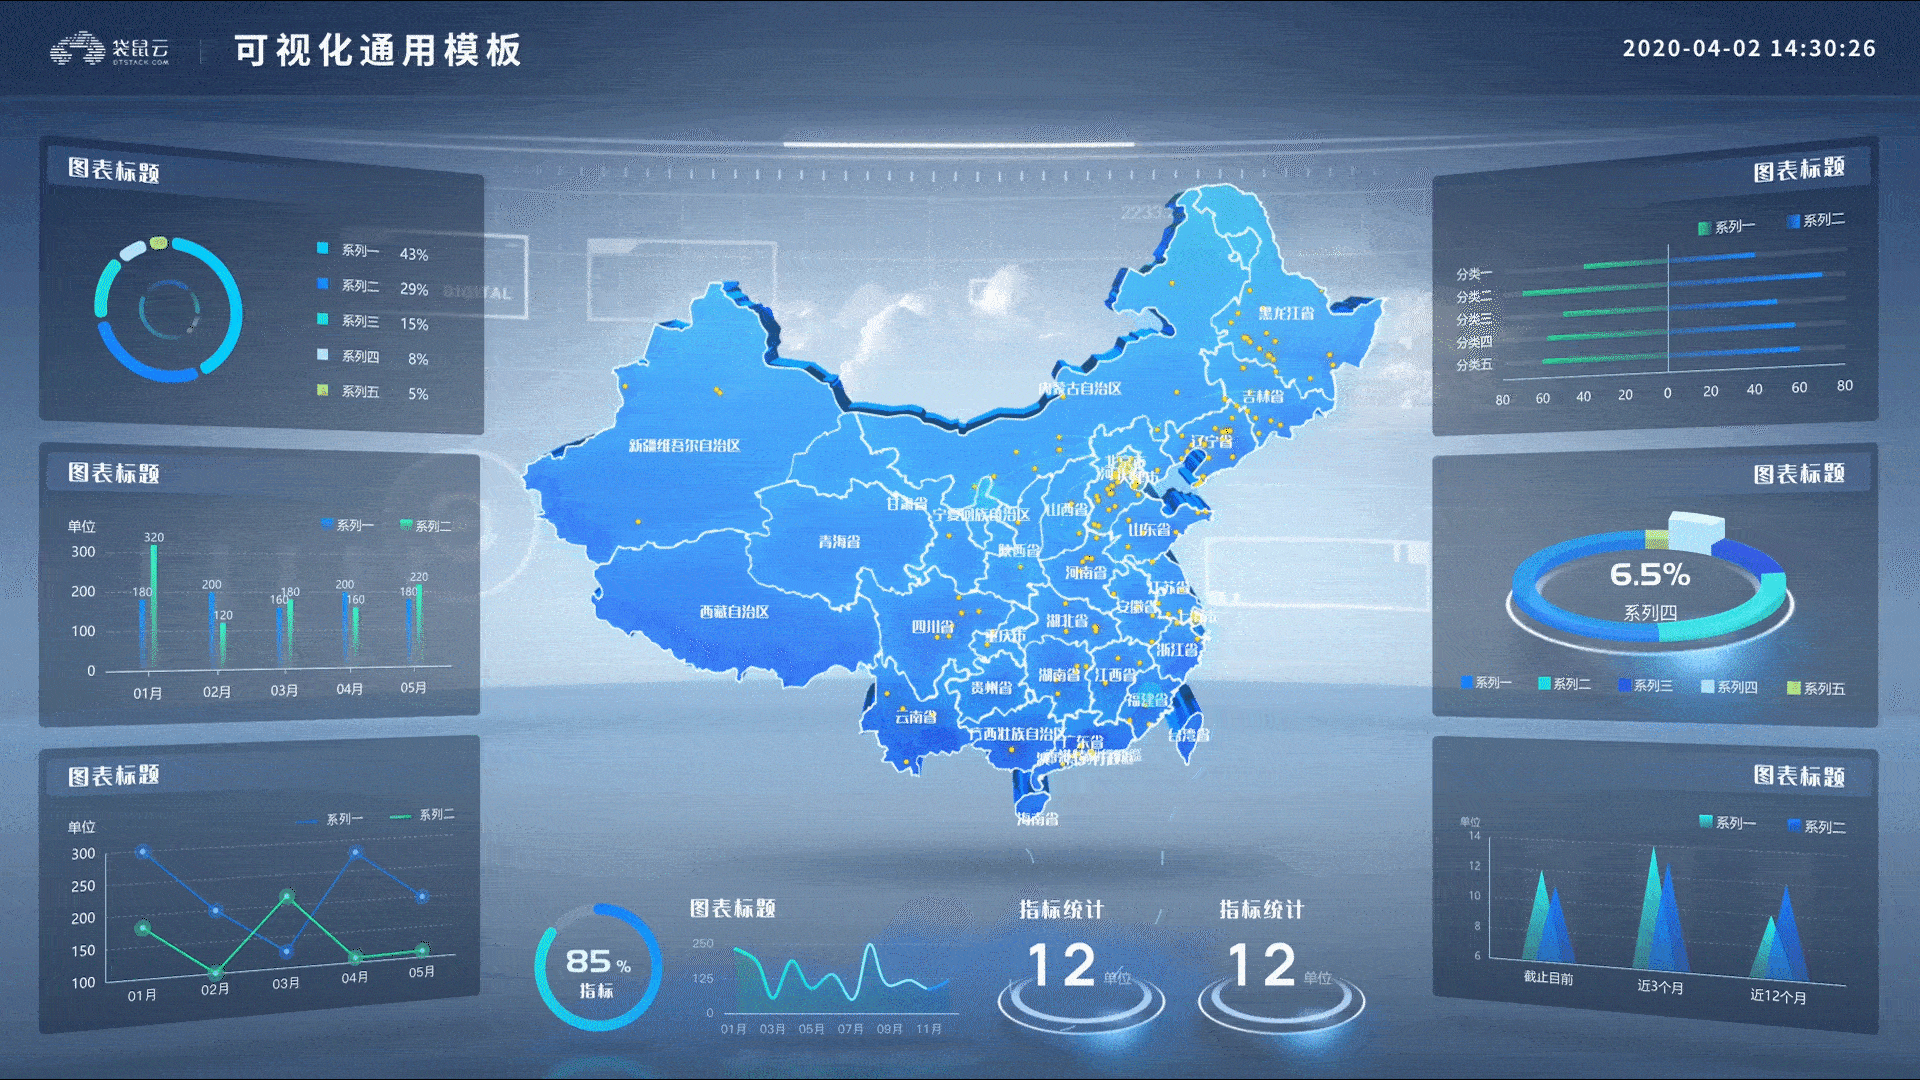 袋鼠云
DTSTACK.COM
可视化通用模板
2020-04-02 14:30:26
图表标题
系列一 43%
系列二 29%
系列三 15%
系列四 8%
系列五 5%
图表标题
单位
系列一 系列二
300
200
100
0
180 320
200 120
160 180
200 160
180 220
01月 02月 03月 04月 05月
图表标题
单位
系列一 系列二
300
250
200
150
100
01月 02月 03月 04月 05月
DIGITAL
黑龙江省
内蒙古自治区
吉林省
辽宁省
新疆维吾尔自治区
北京市
甘肃省
宁夏回族自治区
山西省
山东省
青海省
陕西省
河南省
江苏省
西藏自治区
安徽省
四川省
湖北省
重庆市
浙江省
湖南省
江西省
贵州省
福建省
云南省
广西壮族自治区
广东省
台湾省
海南省
85 %
指标
图表标题
250
125
0
01月 03月 05月 07月 09月 11月
指标统计
12 单位
指标统计
12 单位
图表标题
系列一 系列二
分类一
分类二
分类三
分类四
分类五
80 60 40 20 0 20 40 60 80
图表标题
6.5%
系列四
系列一 系列二 系列三 系列四 系列五
图表标题
单位
系列一 系列二
14
12
10
8
6
截止目前 近3个月 近12个月